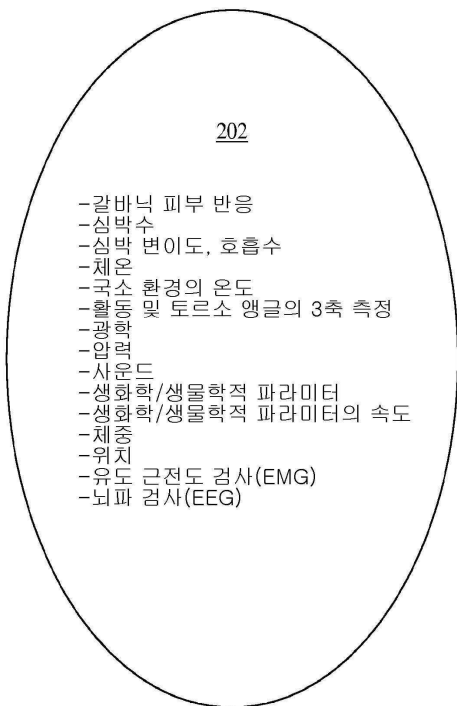 202
-갈바닉 피부 반응
-심박수
-심박 변이도, 호흡수
-체온
-국소 환경의 온도
-활동 및 토르소 앵글의 3축 측정
-광학
-압력
-사운드
-생화학/생물학적 파라미터
-생화학/생물학적 파라미터의 속도
-체중
-위치
-유도 근전도 검사(EMG)
-뇌파 검사(EEG)